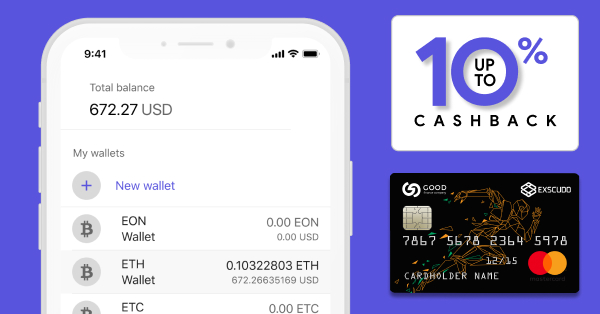 9:41
Total balance
672.27 USD
My wallets
New wallet
EON
Wallet
0.00 EON
0.00 USD
ETH
Wallet
0.10322803 ETH
672.26635169 USD
ETC
0.00 ETC
10%
UP
TO
CASHBACK
GOOD
EXSCUDO
7867 5678 2364 5978
12/15
CARDHOLDER NAME
mastercard